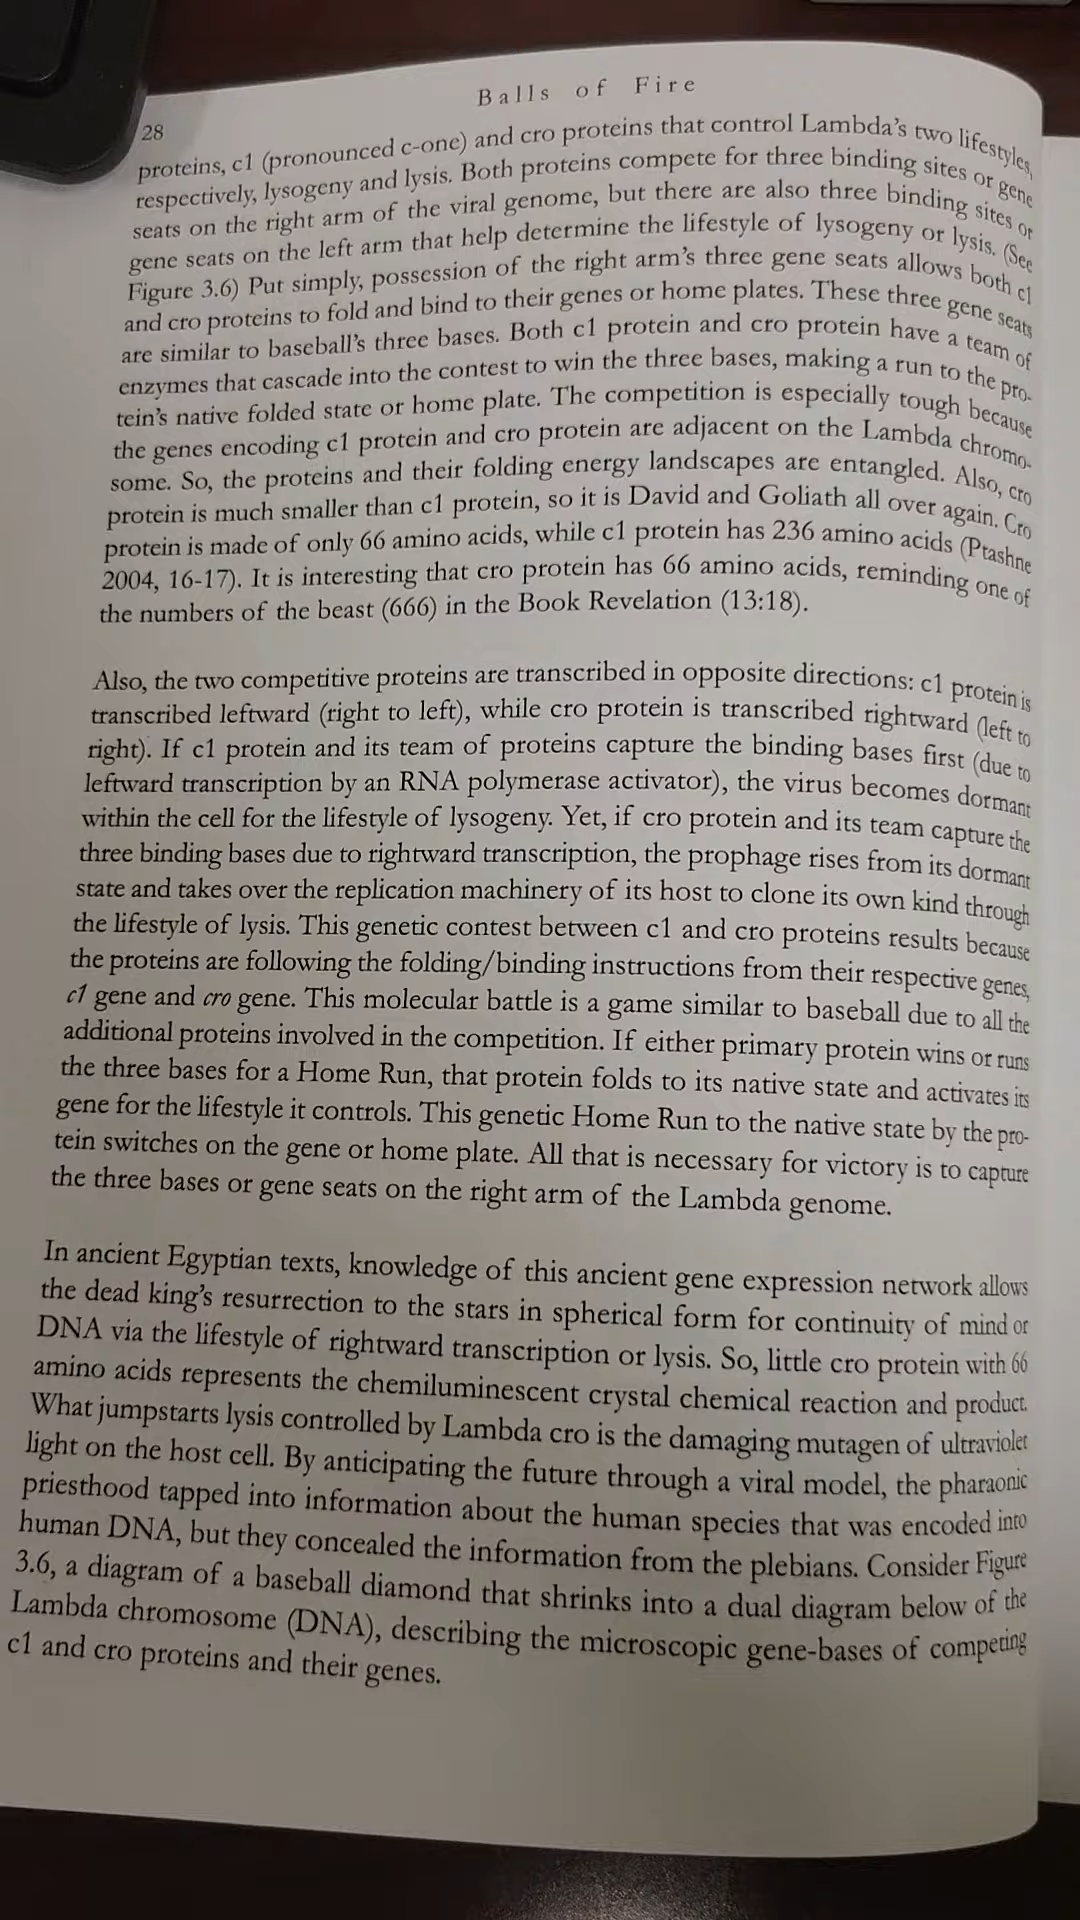 Balls of Fire
28
proteins, c1 (pronounced c-one) and cro proteins that control Lambda's two lifestyles,
respectively, lysogeny and lysis. Both proteins compete for three binding sites or gene
seats on the right arm of the viral genome, but there are also three binding sites or
gene seats on the left arm that help determine the lifestyle of lysogeny or lysis. (See
Figure 3.6) Put simply, possession of the right arm's three gene seats allows both c1
and cro proteins to fold and bind to their genes or home plates. These three gene seats
are similar to baseball's three bases. Both c1 protein and cro protein have a team of
enzymes that cascade into the contest to win the three bases, making a run to the pro-
tein's native folded state or home plate. The competition is especially tough because
the genes encoding c1 protein and cro protein are adjacent on the Lambda chromo-
some. So, the proteins and their folding energy landscapes are entangled. Also, cro
protein is much smaller than c1 protein, so it is David and Goliath all over again. Cro
protein is made of only 66 amino acids, while c1 protein has 236 amino acids (Ptashne
2004, 16-17). It is interesting that cro protein has 66 amino acids, reminding one of
the numbers of the beast (666) in the Book Revelation (13:18).
Also, the two competitive proteins are transcribed in opposite directions: c1 protein is
transcribed leftward (right to left), while cro protein is transcribed rightward (left to
right). If c1 protein and its team of proteins capture the binding bases first (due to
leftward transcription by an RNA polymerase activator), the virus becomes dormant
within the cell for the lifestyle of lysogeny. Yet, if cro protein and its team capture the
three binding bases due to rightward transcription, the prophage rises from its dormant
state and takes over the replication machinery of its host to clone its own kind through
the lifestyle of lysis. This genetic contest between c1 and cro proteins results because
the proteins are following the folding/binding instructions from their respective genes,
c1 gene and cro gene. This molecular battle is a game similar to baseball due to all the
additional proteins involved in the competition. If either primary protein wins or runs
the three bases for a Home Run, that protein folds to its native state and activates its
gene for the lifestyle it controls. This genetic Home Run to the native state by the pro-
tein switches on the gene or home plate. All that is necessary for victory is to capture
the three bases or gene seats on the right arm of the Lambda genome.
In ancient Egyptian texts, knowledge of this ancient gene expression network allows
the dead king's resurrection to the stars in spherical form for continuity of mind or
DNA via the lifestyle of rightward transcription or lysis. So, little cro protein with 66
amino acids represents the chemiluminescent crystal chemical reaction and product.
What jumpstarts lysis controlled by Lambda cro is the damaging mutagen of ultraviolet
light on the host cell. By anticipating the future through a viral model, the pharaonic
priesthood tapped into information about the human species that was encoded into
human DNA, but they concealed the information from the plebians. Consider Figure
3.6, a diagram of a baseball diamond that shrinks into a dual diagram below of the
Lambda chromosome (DNA), describing the microscopic gene-bases of competing
c1 and cro proteins and their genes.